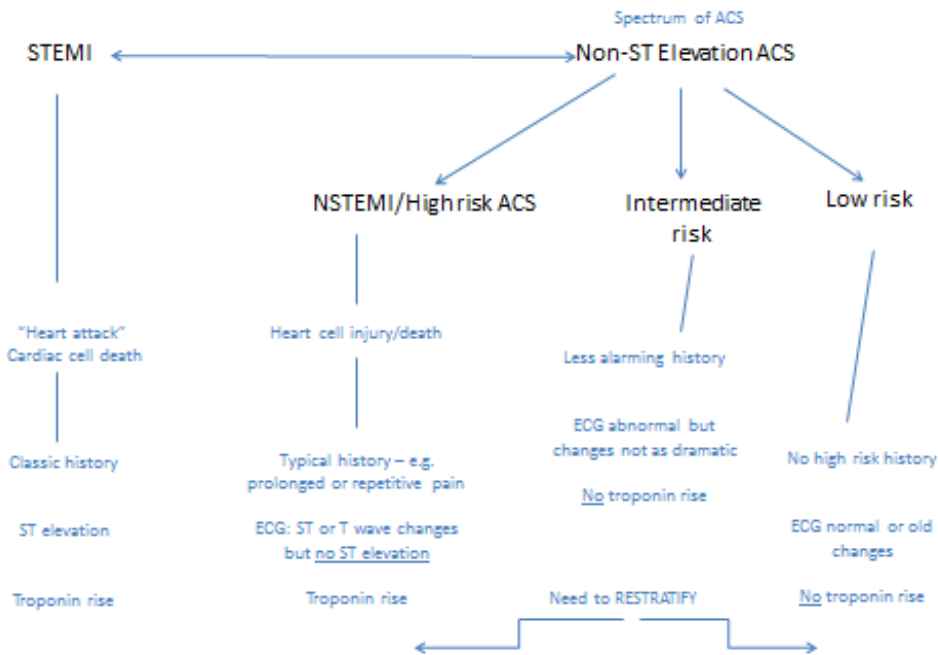 Spectrum of ACS
STEMI
Non-ST Elevation ACS
NSTEMI/High risk ACS
Intermediate
risk
Low risk
"Heart attack"
Cardiac cell death
Classic history
ST elevation
Troponin rise
Heart cell injury/death
Typical history – e.g.
prolonged or repetitive pain
ECG: ST or T wave changes
but no ST elevation
Troponin rise
Less alarming history
ECG abnormal but
changes not as dramatic
No troponin rise
Need to RESTRATIFY
No high risk history
ECG normal or old
changes
No troponin rise